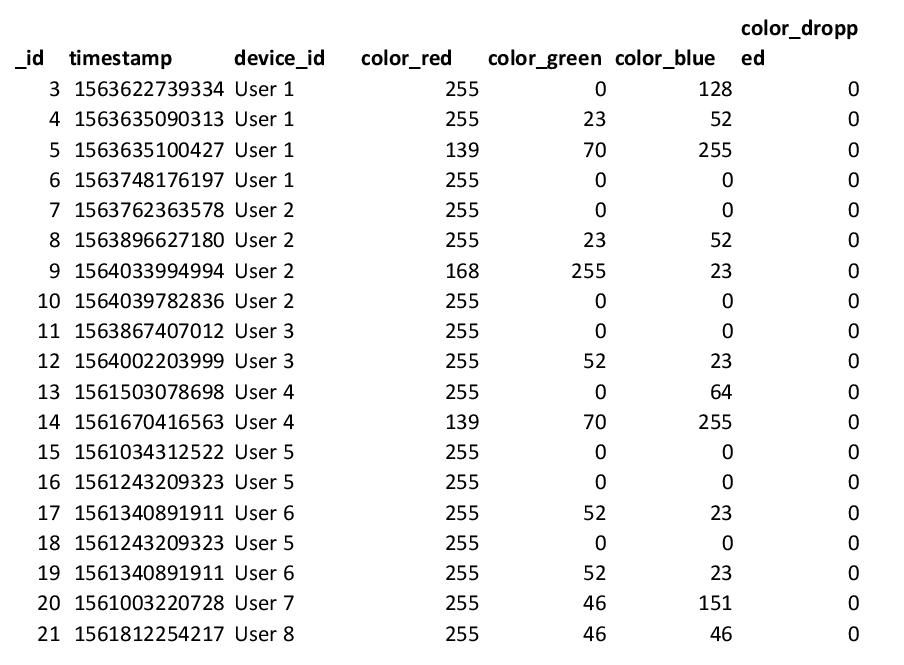 _id timestamp device_id color_red color_green color_blue color_dropp
ed
3 1563622739334 User 1 255 0 128 0
4 1563635090313 User 1 255 23 52 0
5 1563635100427 User 1 139 70 255 0
6 1563748176197 User 1 255 0 0 0
7 1563762363578 User 2 255 0 0 0
8 1563896627180 User 2 255 23 52 0
9 1564033994994 User 2 168 255 23 0
10 1564039782836 User 2 255 0 0 0
11 1563867407012 User 3 255 0 0 0
12 1564002203999 User 3 255 52 23 0
13 1561503078698 User 4 255 0 64 0
14 1561670416563 User 4 139 70 255 0
15 1561034312522 User 5 255 0 0 0
16 1561243209323 User 5 255 0 0 0
17 1561340891911 User 6 255 52 23 0
18 1561243209323 User 5 255 0 0 0
19 1561340891911 User 6 255 52 23 0
20 1561003220728 User 7 255 46 151 0
21 1561812254217 User 8 255 46 46 0